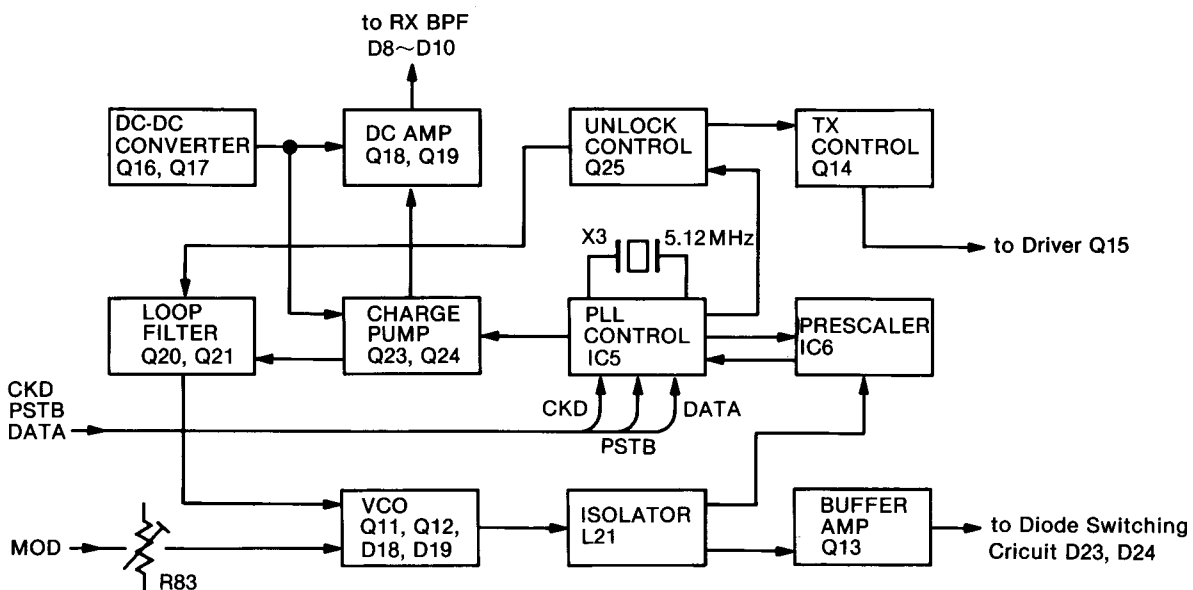 to RX BPF
D8~D10
DC-DC
CONVERTER
Q16, Q17
DC AMP
Q18, Q19
UNLOCK
CONTROL
Q25
TX
CONTROL
Q14
X3
5.12MHz
to Driver Q15
LOOP
FILTER
Q20, Q21
CHARGE
PUMP
Q23, Q24
PLL
CONTROL
IC5
PRESCALER
IC6
CKD
PSTB
DATA
CKD
PSTB
DATA
MOD
R83
VCO
Q11, Q12,
D18, D19
ISOLATOR
L21
BUFFER
AMP
Q13
to Diode Switching
Cricuit D23, D24